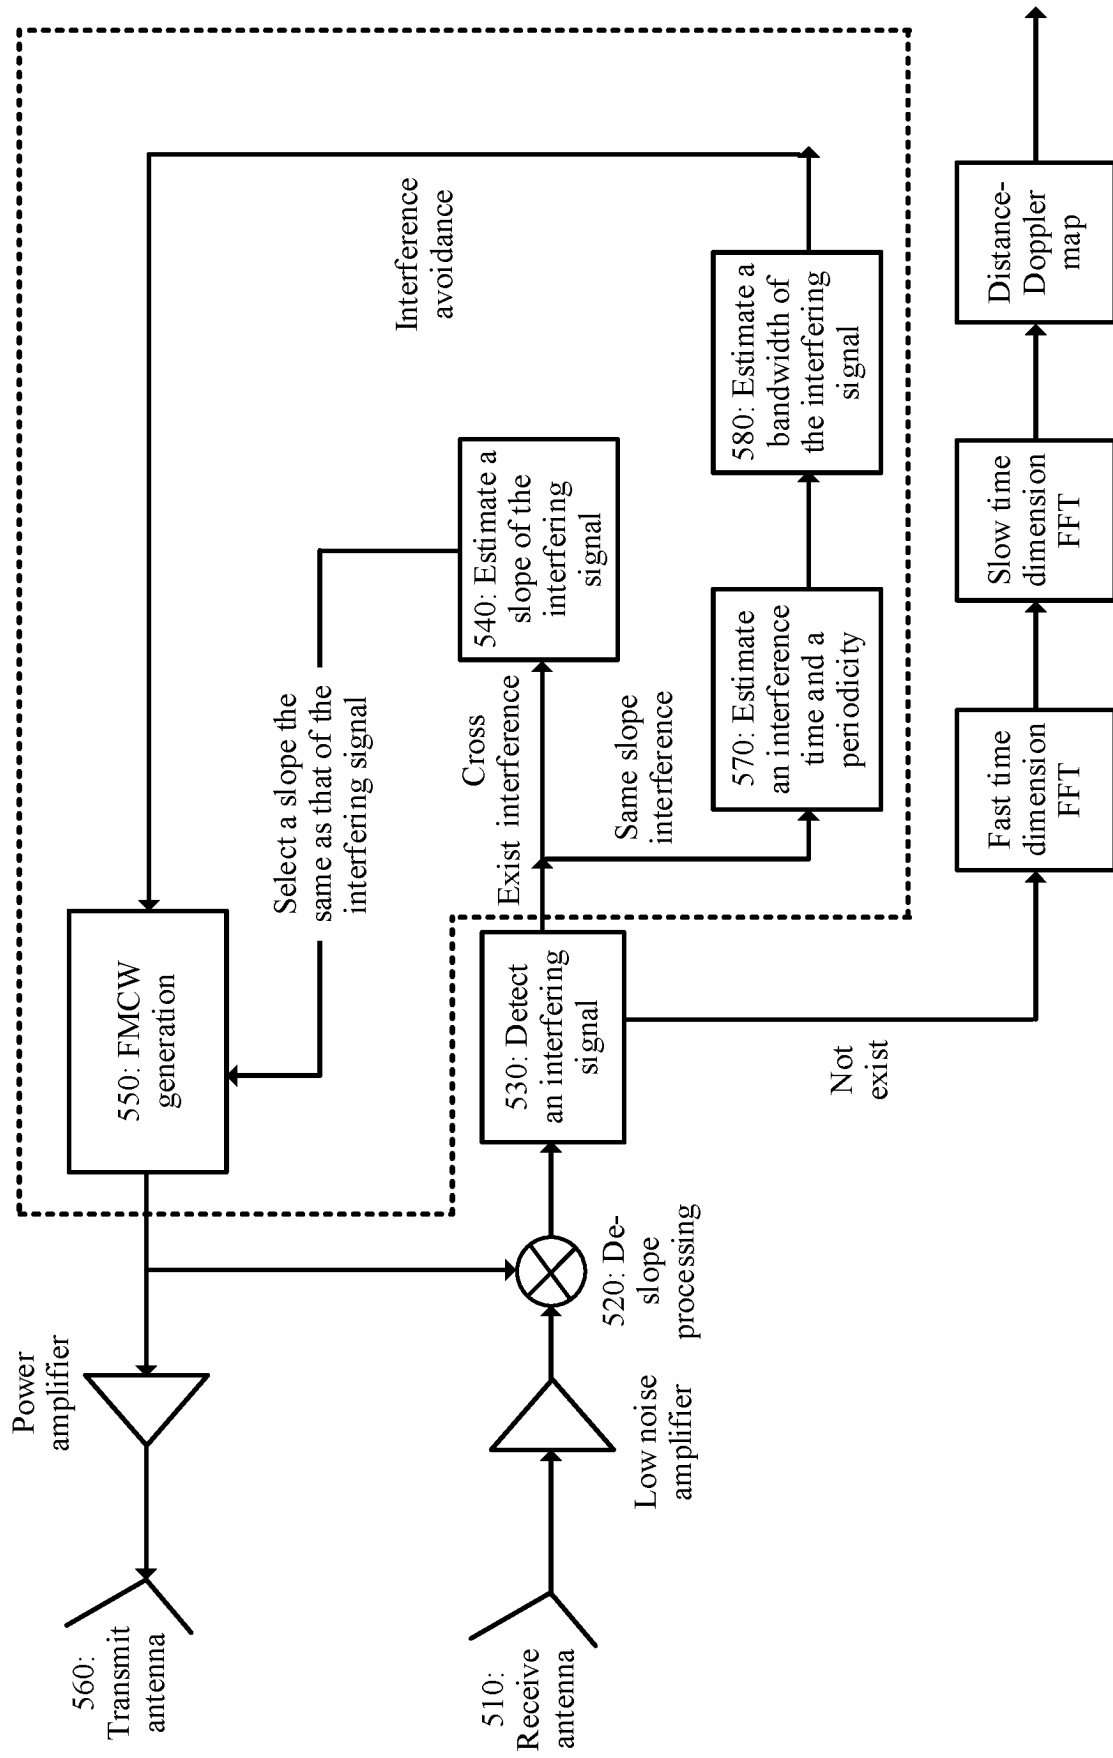 560:
Transmit
antenna
Power
amplifier
550: FMCW
generation
Select a slope the
same as that of the
interfering signal
Interference
avoidance
510:
Receive
antenna
Low noise
amplifier
520: De-
slope
processing
530: Detect
an interfering
signal
Exist interference
Cross
540: Estimate a
slope of the
interfering
signal
Same slope
interference
570: Estimate
an interference
time and a
periodicity
580: Estimate a
bandwidth of
the interfering
signal
Not
exist
Fast time
dimension
FFT
Slow time
dimension
FFT
Distance-
Doppler
map